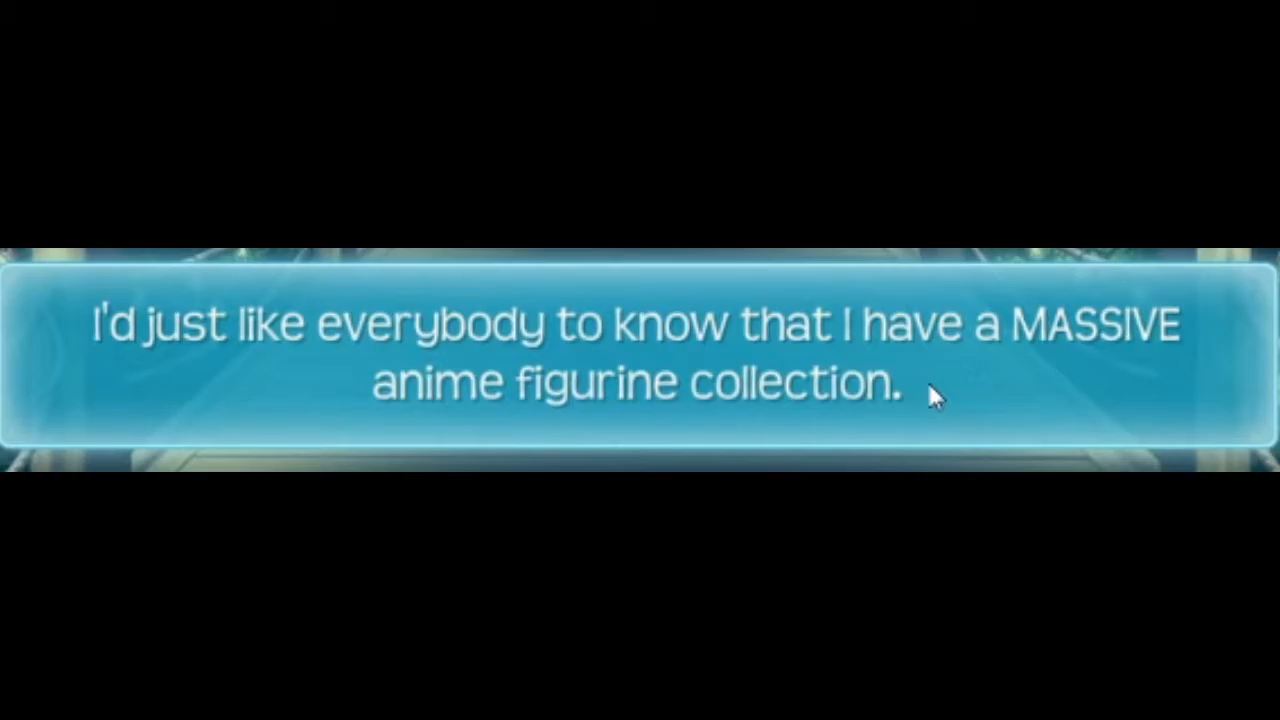 I'd just like everybody to know that I have a MASSIVE
anime figurine collection.